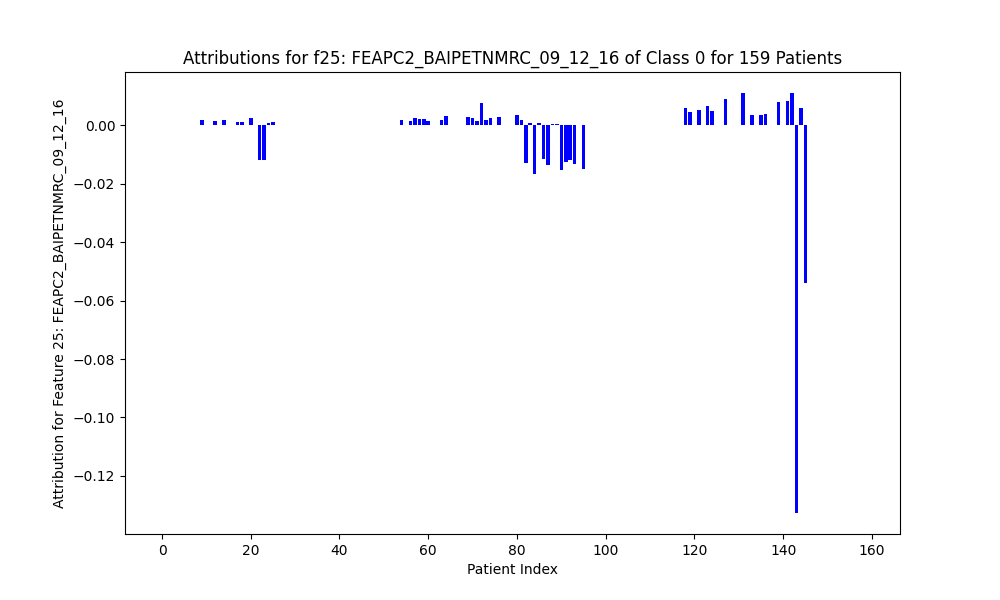 Attributions for f25: FEAPC2_BAIPETNMRC_09_12_16 of Class 0 for 159 Patients
Attribution for Feature 25: FEAPC2_BAIPETNMRC_09_12_16
0.00
−0.02
−0.04
−0.06
−0.08
−0.10
−0.12
0 20 40 60 80 100 120 140 160
Patient Index